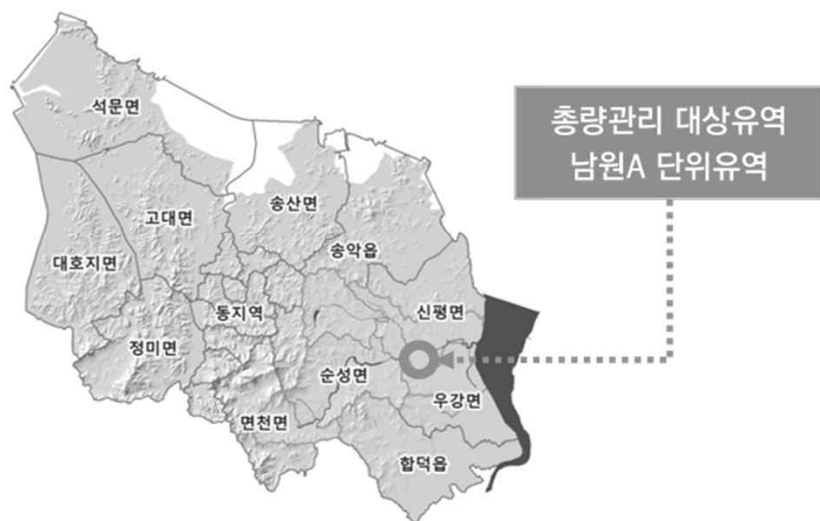 석문면
총량관리 대상유역
남원A 단위유역
고대면
송산면
송악읍
대호지면
동지역
신평면
정미면
순성면
우강면
면천면
합덕읍